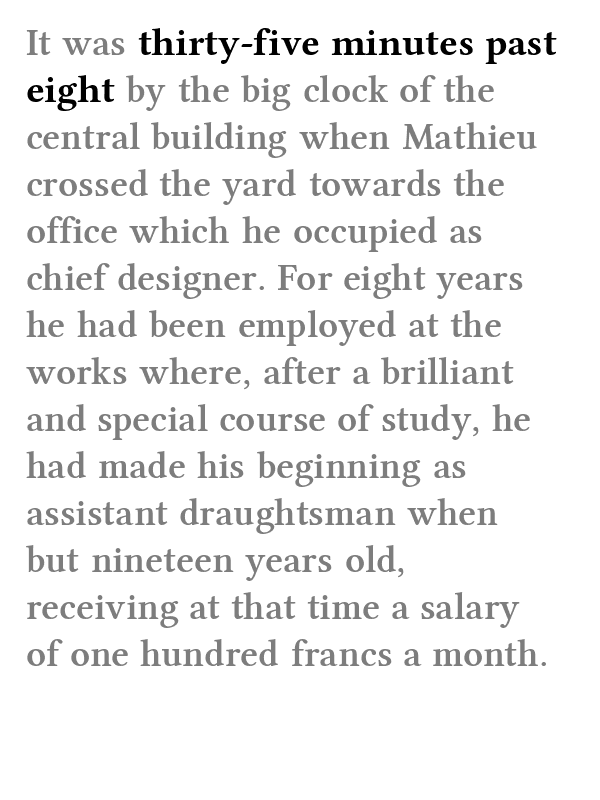 It was thirty-five minutes past
eight by the big clock of the
central building when Mathieu
crossed the yard towards the
office which he occupied as
chief designer. For eight years
he had been employed at the
works where, after a brilliant
and special course of study, he
had made his beginning as
assistant draughtsman when
but nineteen years old,
receiving at that time a salary
of one hundred francs a month.